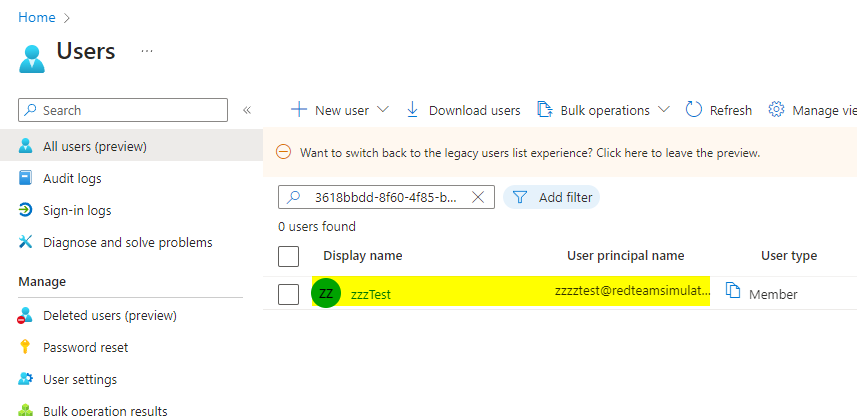 Home >
Users ...
Search «
All users (preview)
Audit logs
Sign-in logs
Diagnose and solve problems
Manage
Deleted users (preview)
Password reset
User settings
Bulk operation results
New user
Download users
Bulk operations
Refresh
Manage vie
Want to switch back to the legacy users list experience? Click here to leave the preview.
3618bbdd-8f60-4f85-b...
Add filter
0 users found
Display name User principal name User type
ZZ zzzTest zzzztest@redteamsimulat... Member